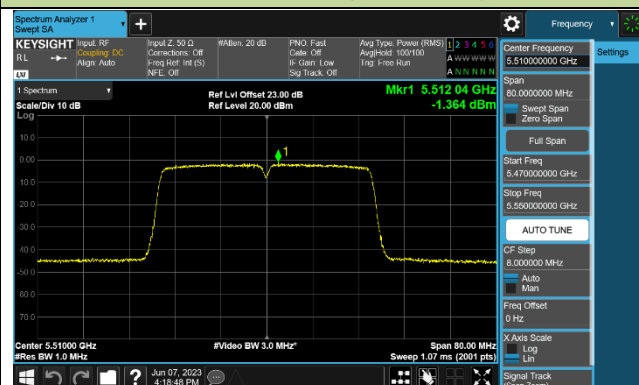 Spectrum Analyzer 1
Swept SA
Frequency
KEYSIGHT
RL
LXI
Input: RF
Coupling: DC
Align: Auto
Input Z: 50 Ω
Corrections: Off
Freq Ref: Int (S)
NFE: Off
#Atten: 20 dB
PNO: Fast
Gate: Off
IF Gain: Low
Sig Track: Off
Avg Type: Power (RMS)
Avg|Hold: 100/100
Trig: Free Run
1 2 3 4 5 6
A W W W W W
A N N N N N
Center Frequency
5.510000000 GHz
Settings
1 Spectrum
Scale/Div 10 dB
Log
Ref Lvl Offset 23.00 dB
Ref Level 20.00 dBm
Mkr1 5.512 04 GHz
-1.364 dBm
Span
80.0000000 MHz
Swept Span
Zero Span
Full Span
Start Freq
5.470000000 GHz
Stop Freq
5.550000000 GHz
AUTO TUNE
CF Step
8.000000 MHz
Auto
Man
Freq Offset
0 Hz
X Axis Scale
Log
Lin
Signal Track
(Span Zoom)
10.0
0.00
-10.0
-20.0
-30.0
-40.0
-50.0
-60.0
-70.0
1
Center 5.51000 GHz
#Res BW 1.0 MHz
#Video BW 3.0 MHz*
Span 80.00 MHz
Sweep 1.07 ms (2001 pts)
Jun 07, 2023
4:18:48 PM